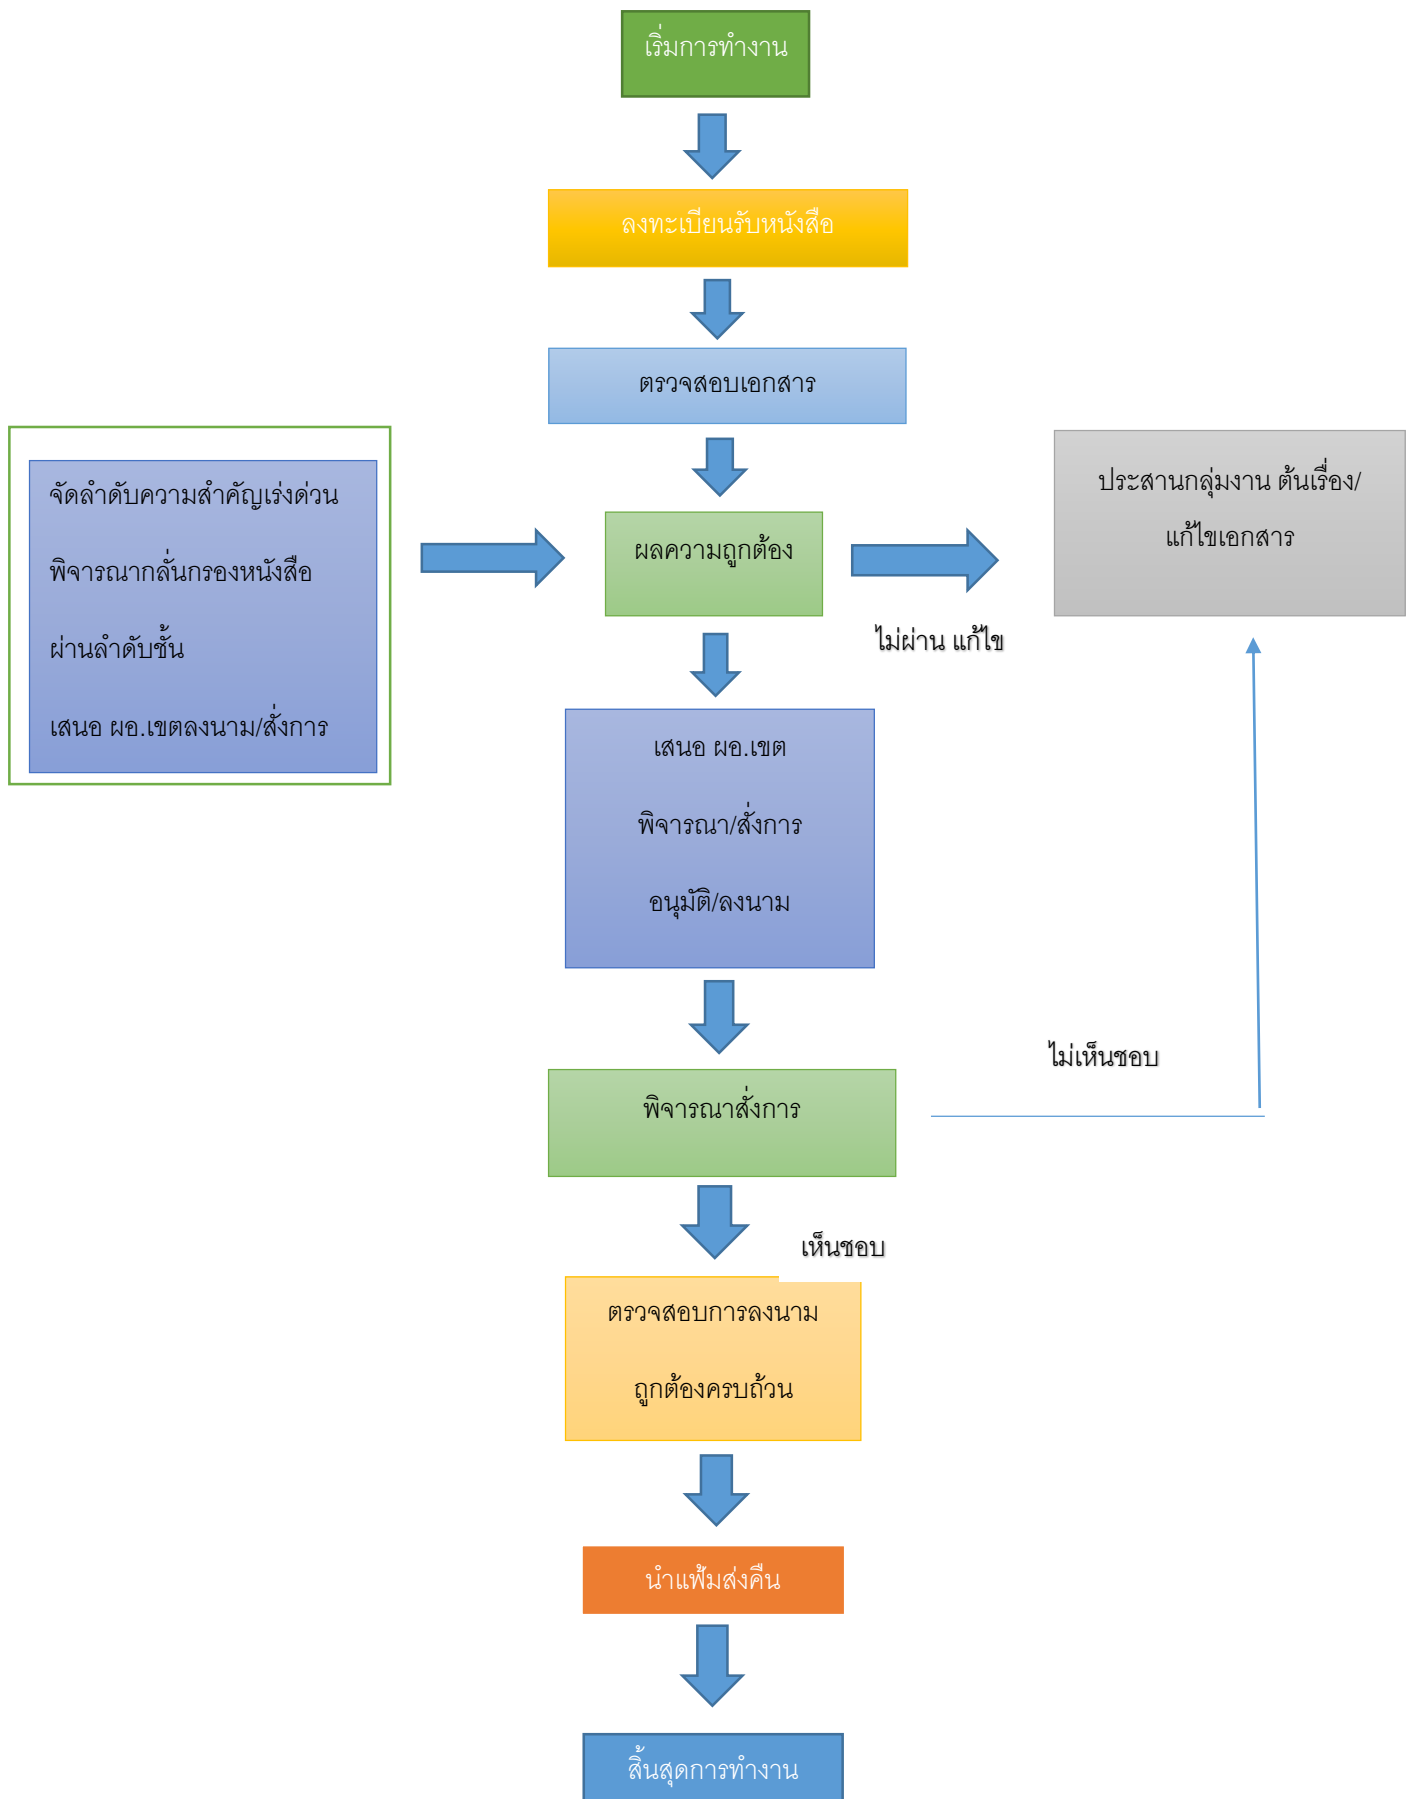 เริ่มการทำงาน
ลงทะเบียนรับหนังสือ
ตรวจสอบเอกสาร
จัดลำดับความสำคัญเร่งด่วน
พิจารณากลั่นกรองหนังสือ
ผ่านลำดับชั้น
เสนอ ผอ.เขตลงนาม/สั่งการ
ผลความถูกต้อง
ไม่ผ่าน แก้ไข
ประสานกลุ่มงาน ต้นเรื่อง/
แก้ไขเอกสาร
เสนอ ผอ.เขต
พิจารณา/สั่งการ
อนุมัติ/ลงนาม
พิจารณาสั่งการ
ไม่เห็นชอบ
เห็นชอบ
ตรวจสอบการลงนาม
ถูกต้องครบถ้วน
นำแฟ้มส่งคืน
สิ้นสุดการทำงาน